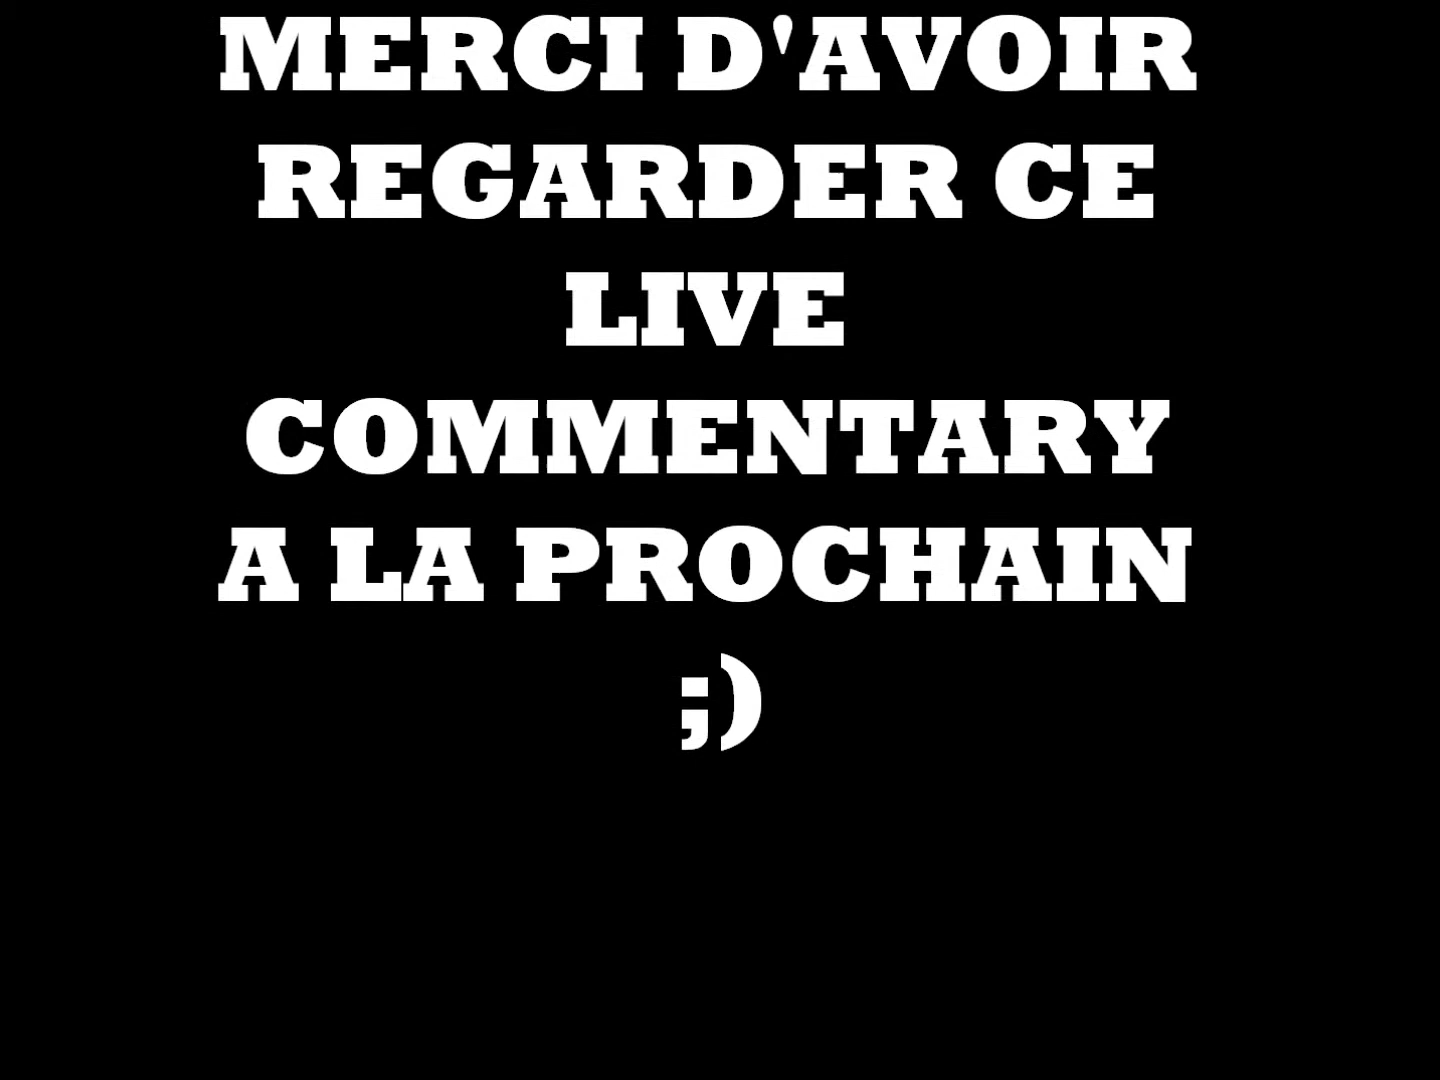 MERCI D'AVOIR
REGARDER CE
LIVE
COMMENTARY
A LA PROCHAIN
;)